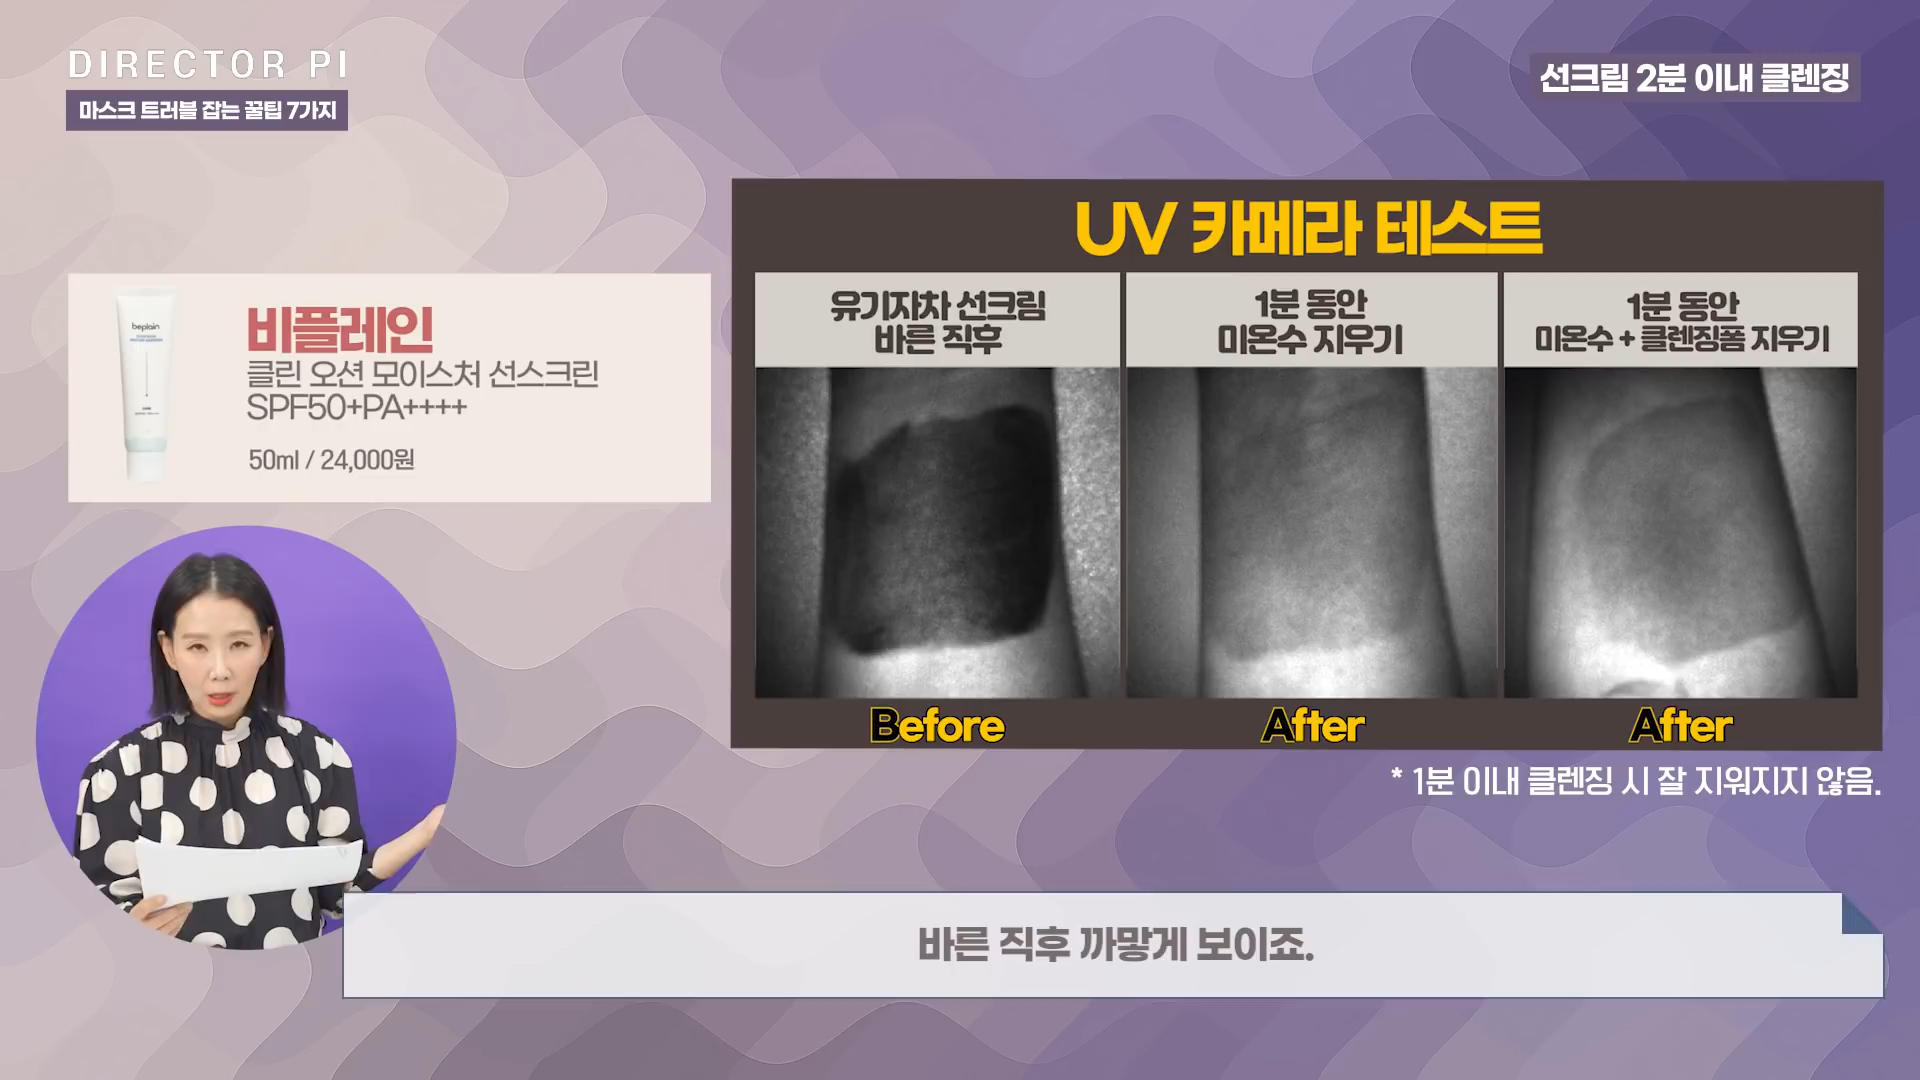 DIRECTOR PI
마스크 트러블 잡는 꿀팁 7가지
선크림 2분 이내 클렌징
beplain
비플레인
클린 오션 모이스처 선스크린
SPF50+PA++++
50ml / 24,000원
UV 카메라 테스트
유기자차 선크림
바른 직후
1분 동안
미온수 지우기
1분 동안
미온수 + 클렌징폼 지우기
Before
After
After
* 1분 이내 클렌징 시 잘 지워지지 않음.
바른 직후 까맣게 보이죠.